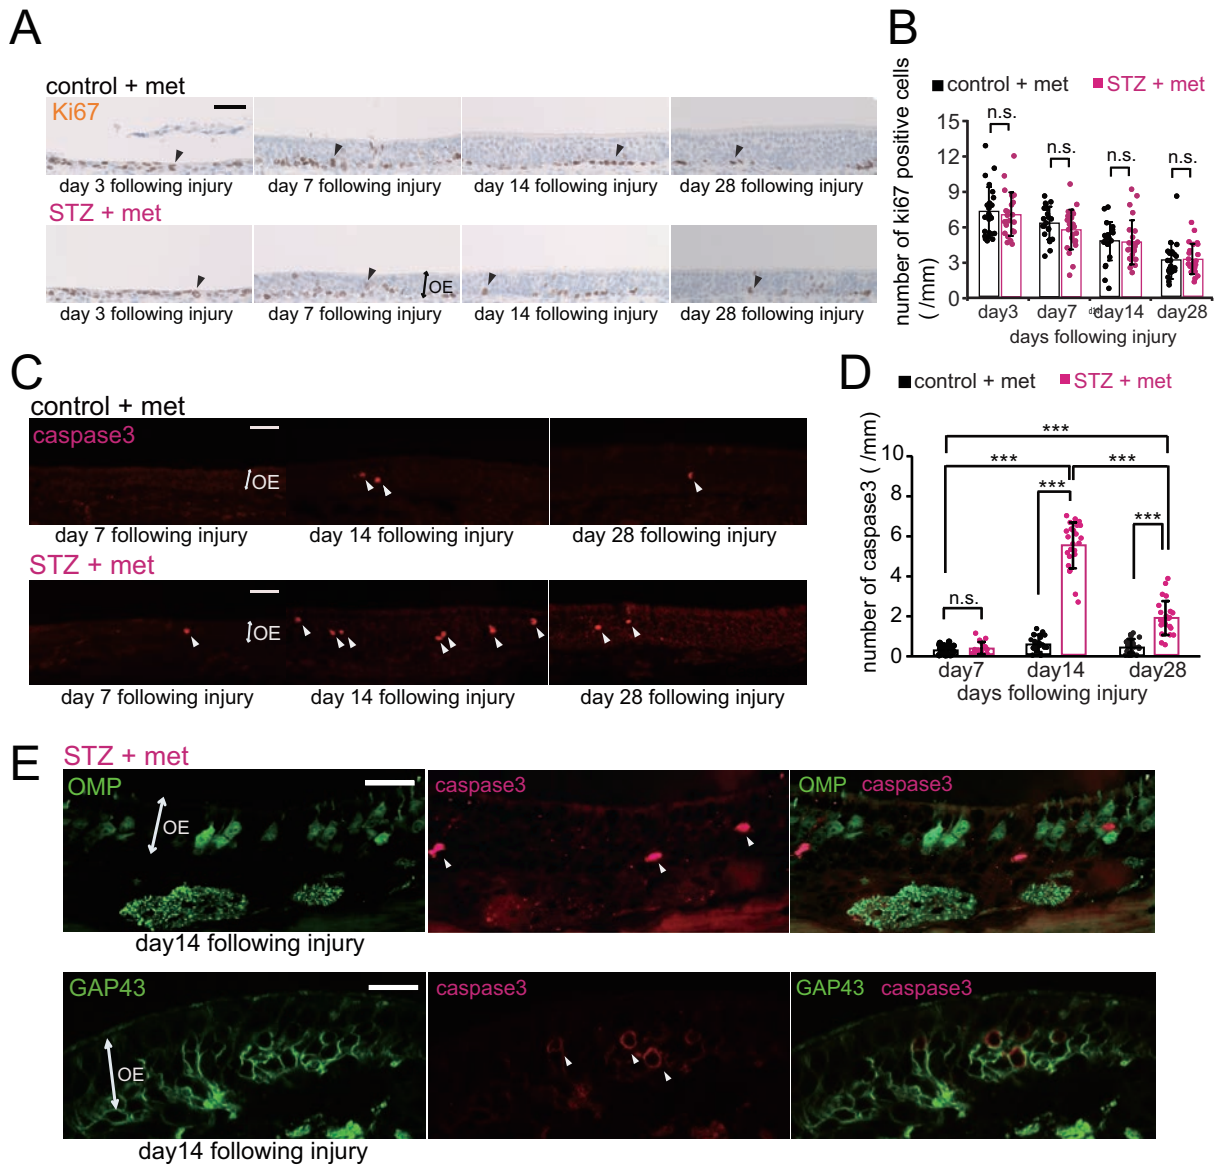 A
control + met
Ki67
day 3 following injury
day 7 following injury
day 14 following injury
day 28 following injury
STZ + met
OE
day 3 following injury
day 7 following injury
day 14 following injury
day 28 following injury
B
control + met
STZ + met
number of ki67 positive cells
( /mm)
15
12
9
6
3
0
n.s.
n.s.
n.s.
n.s.
day3
day7
day14
day28
days following injury
C
control + met
caspase3
OE
day 7 following injury
day 14 following injury
day 28 following injury
STZ + met
OE
day 7 following injury
day 14 following injury
day 28 following injury
D
control + met
STZ + met
number of caspase3 ( /mm)
10
8
6
4
2
0
***
***
***
***
***
n.s.
day7
day14
day28
days following injury
E
STZ + met
OMP
OE
caspase3
OMP caspase3
day14 following injury
GAP43
OE
caspase3
GAP43 caspase3
day14 following injury